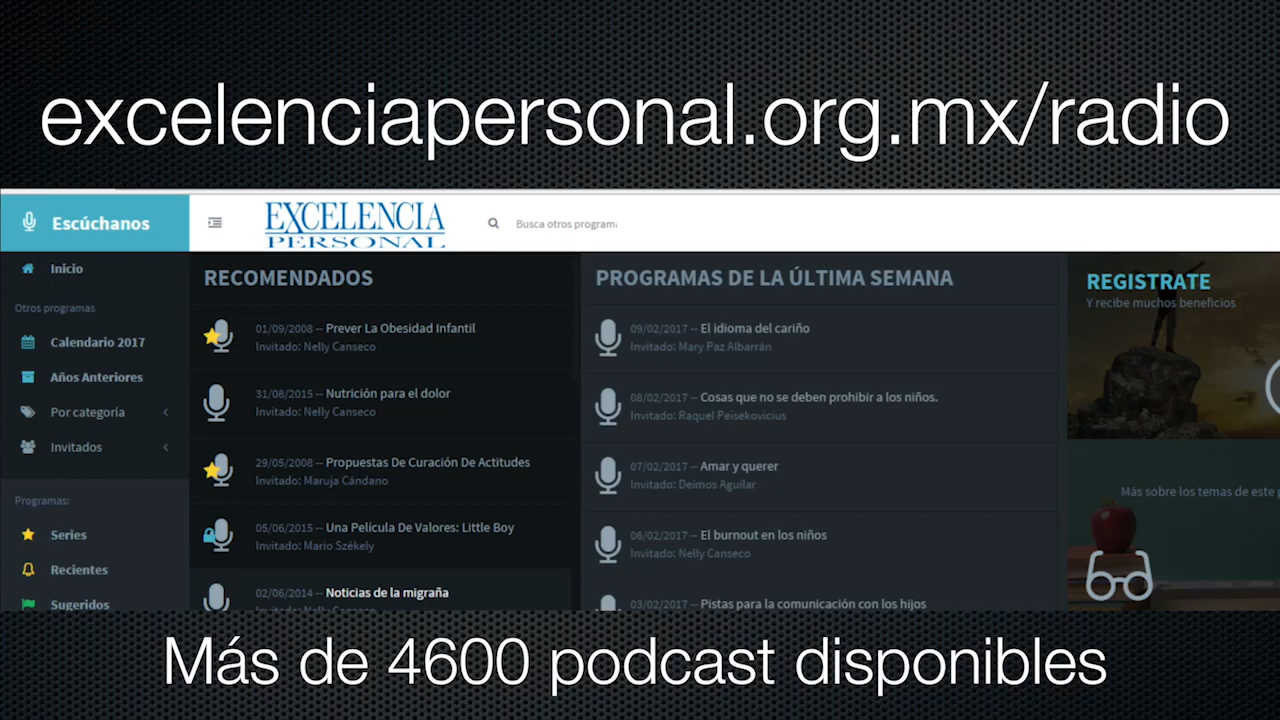 excelenciapersonal.org.mx/radio
Escúchanos
EXCELENCIA
PERSONAL
Busca otros programa
Inicio
Otros programas
Calendario 2017
Años Anteriores
Por categoría
Invitados
Programas:
Series
Recientes
Sugeridos
RECOMENDADOS
01/09/2008 -- Prever La Obesidad Infantil
Invitado: Nelly Canseco
31/08/2015 -- Nutrición para el dolor
Invitado: Nelly Canseco
29/05/2008 -- Propuestas De Curación De Actitudes
Invitado: Maruja Cándano
05/06/2015 -- Una Película De Valores: Little Boy
Invitado: Mario Székely
02/06/2014 -- Noticias de la migraña
Invitado: Nelly Canseco
PROGRAMAS DE LA ÚLTIMA SEMANA
09/02/2017 -- El idioma del cariño
Invitado: Mary Paz Albarrán
08/02/2017 -- Cosas que no se deben prohibir a los niños.
Invitado: Raquel Peisekovicius
07/02/2017 -- Amar y querer
Invitado: Deimos Aguilar
06/02/2017 -- El burnout en los niños
Invitado: Nelly Canseco
03/02/2017 -- Pistas para la comunicación con los hijos
REGISTRATE
Y recibe muchos beneficios
Más sobre los temas de este
Más de 4600 podcast disponibles